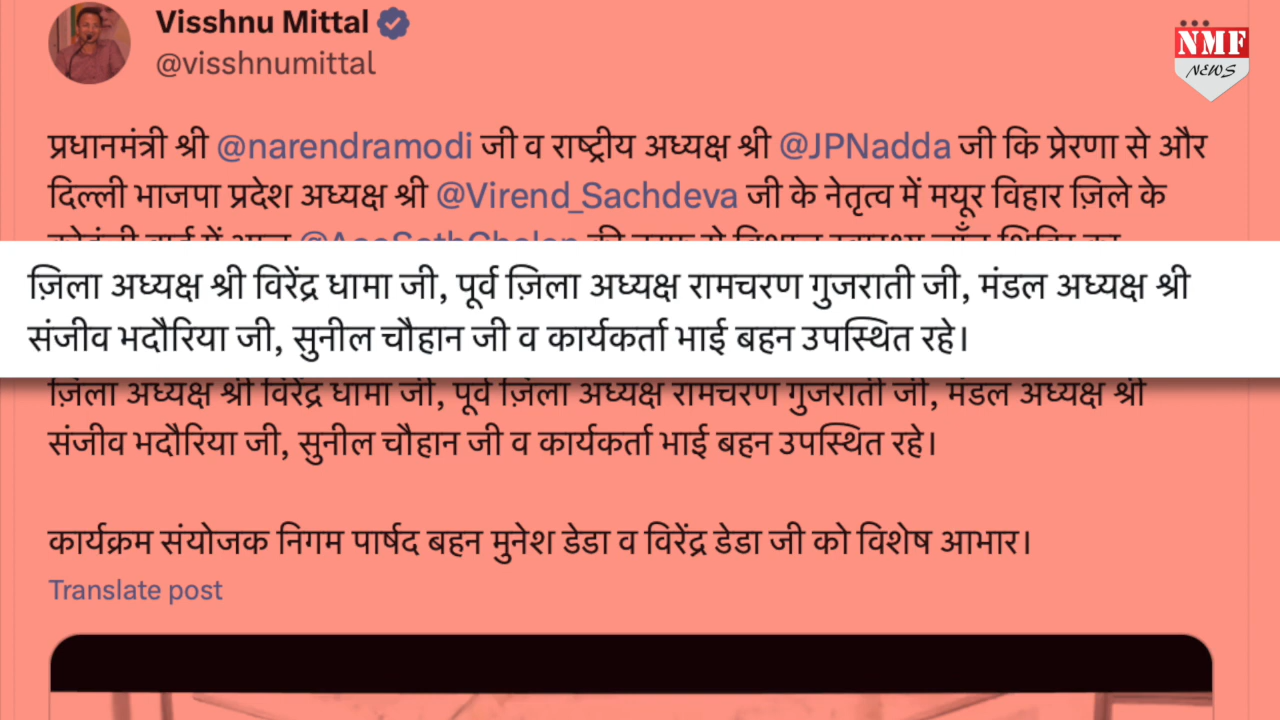 Visshnu Mittal
@visshnumittal
NMF
NEWS
प्रधानमंत्री श्री @narendramodi जी व राष्ट्रीय अध्यक्ष श्री @JPNadda जी कि प्रेरणा से और
दिल्ली भाजपा प्रदेश अध्यक्ष श्री @Virend_Sachdeva जी के नेतृत्व में मयूर विहार ज़िले के
ज़िला अध्यक्ष श्री विरेंद्र धामा जी, पूर्व ज़िला अध्यक्ष रामचरण गुजराती जी, मंडल अध्यक्ष श्री
संजीव भदौरिया जी, सुनील चौहान जी व कार्यकर्ता भाई बहन उपस्थित रहे।
ज़िला अध्यक्ष श्री विरेंद्र धामा जी, पूर्व ज़िला अध्यक्ष रामचरण गुजराती जी, मंडल अध्यक्ष श्री
संजीव भदौरिया जी, सुनील चौहान जी व कार्यकर्ता भाई बहन उपस्थित रहे।
कार्यक्रम संयोजक निगम पार्षद बहन मुनेश डेडा व विरेंद्र डेडा जी को विशेष आभार।
Translate post